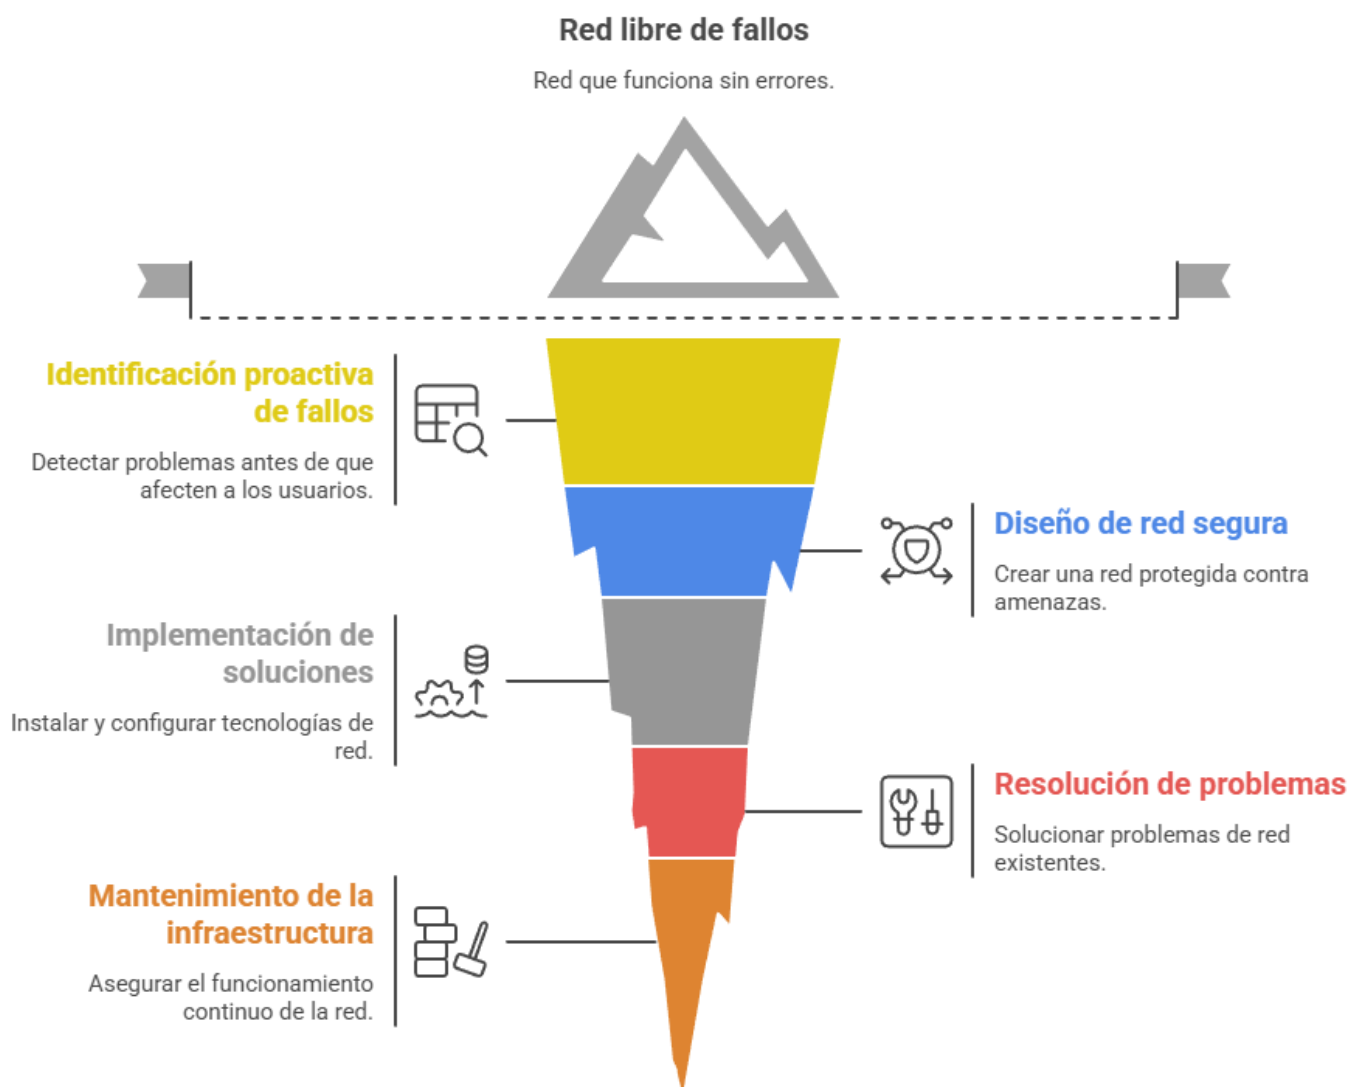 Red libre de fallos
Red que funciona sin errores.
Identificación proactiva
de fallos
Detectar problemas antes de que
afecten a los usuarios.
Diseño de red segura
Crear una red protegida contra
amenazas.
Implementación de
soluciones
Instalar y configurar tecnologías de
red.
Resolución de problemas
Solucionar problemas de red
existentes.
Mantenimiento de la
infraestructura
Asegurar el funcionamiento
continuo de la red.